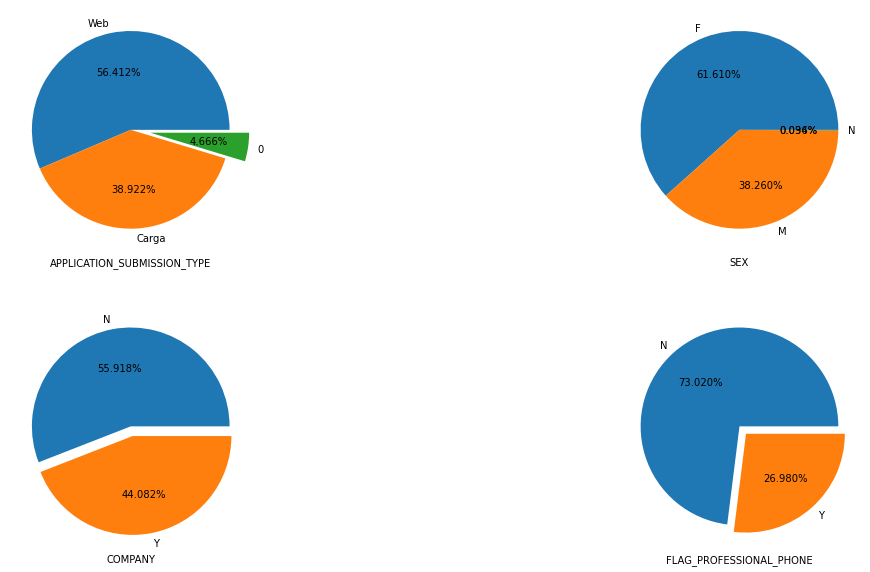 Web
56.412%
4.666%
0
38.922%
Carga
APPLICATION_SUBMISSION_TYPE
F
61.610%
N
38.260%
M
SEX
N
55.918%
44.082%
Y
COMPANY
N
73.020%
26.980%
Y
FLAG_PROFESSIONAL_PHONE